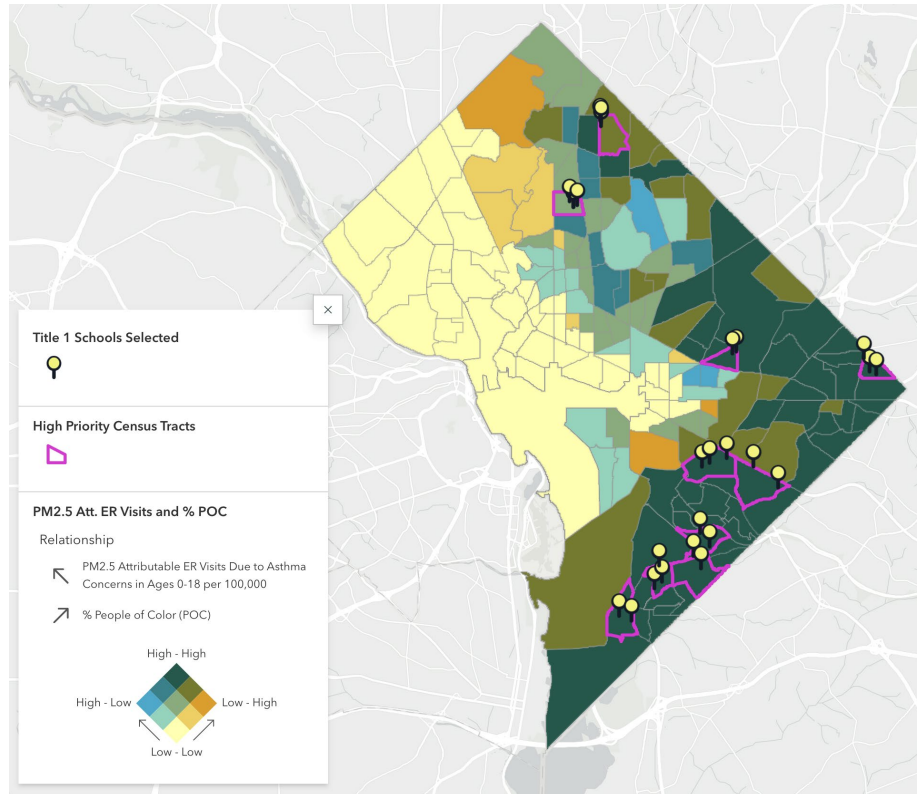 Title 1 Schools Selected
High Priority Census Tracts
PM2.5 Att. ER Visits and % POC
Relationship
PM2.5 Attributable ER Visits Due to Asthma
Concerns in Ages 0-18 per 100,000
% People of Color (POC)
High - High
High - Low
Low - High
Low - Low